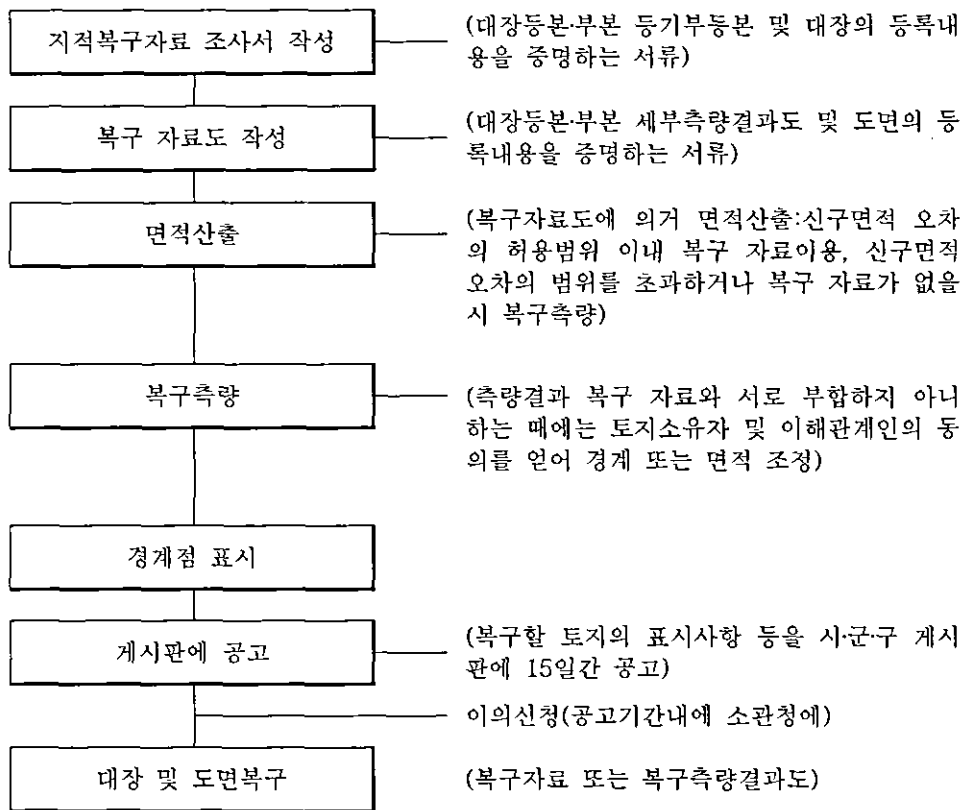 지적복구자료 조사서 작성
(대장등본·부본 등기부등본 및 대장의 등록내
용을 증명하는 서류)
복구 자료도 작성
(대장등본·부본 세부측량결과도 및 도면의 등
록내용을 증명하는 서류)
면적산출
(복구자료도에 의거 면적산출:신구면적 오차
의 허용범위 이내 복구 자료이용, 신구면적
오차의 범위를 초과하거나 복구 자료가 없을
시 복구측량)
복구측량
(측량결과 복구 자료와 서로 부합하지 아니
하는 때에는 토지소유자 및 이해관계인의 동
의를 얻어 경계 또는 면적 조정)
경계점 표시
게시판에 공고
(복구할 토지의 표시사항 등을 시·군·구 게시
판에 15일간 공고)
이의신청(공고기간내에 소관청에)
대장 및 도면복구
(복구자료 또는 복구측량결과도)